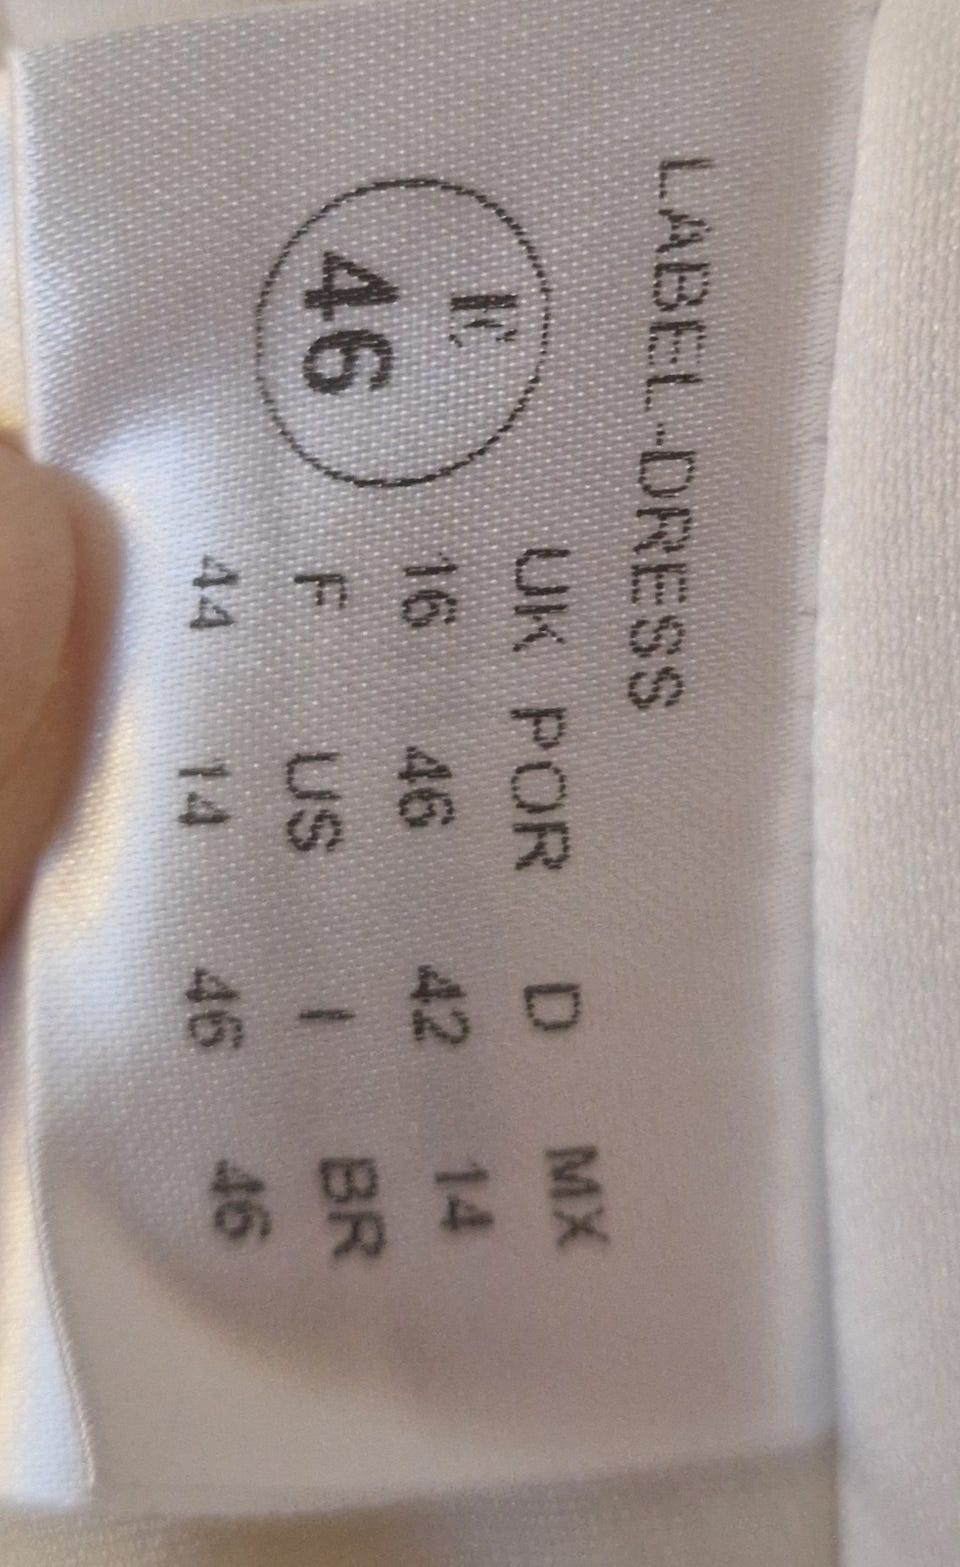 LABEL-DRESS
46
UK POR D MX
16 46 42 14
F US I BR
44 14 46 46